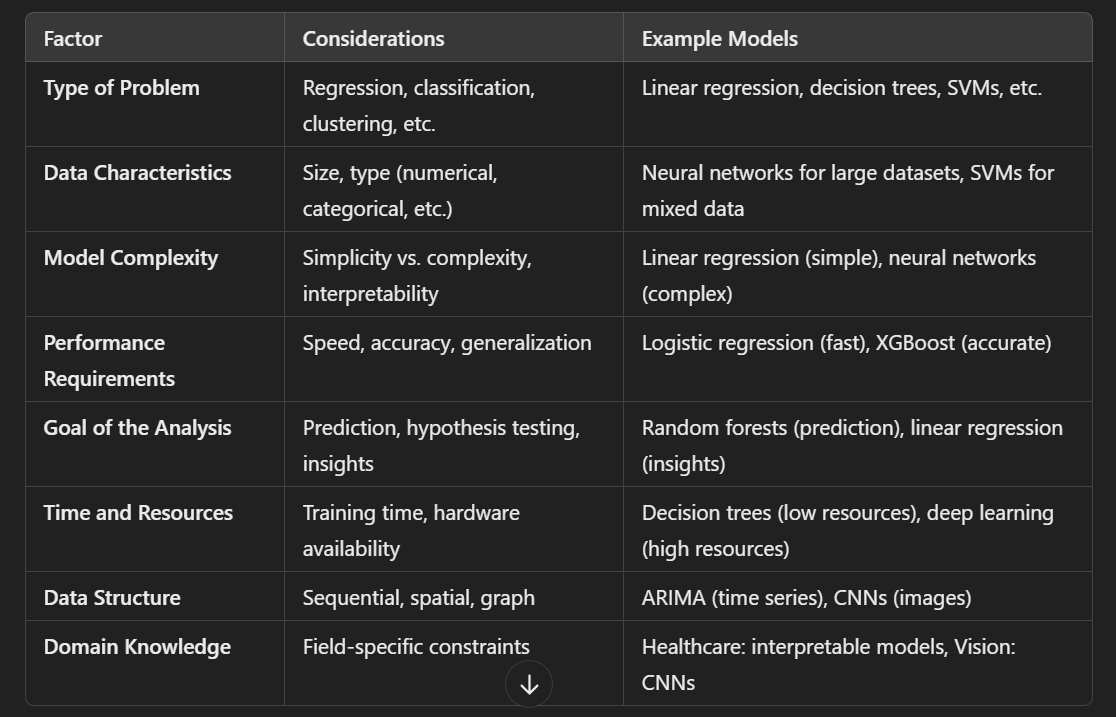 Factor Considerations Example Models
Type of Problem Regression, classification, Linear regression, decision trees, SVMs, etc.
clustering, etc.
Data Characteristics Size, type (numerical, Neural networks for large datasets, SVMs for
categorical, etc.) mixed data
Model Complexity Simplicity vs. complexity, Linear regression (simple), neural networks
interpretability (complex)
Performance Speed, accuracy, generalization Logistic regression (fast), XGBoost (accurate)
Requirements
Goal of the Analysis Prediction, hypothesis testing, Random forests (prediction), linear regression
insights (insights)
Time and Resources Training time, hardware Decision trees (low resources), deep learning
availability (high resources)
Data Structure Sequential, spatial, graph ARIMA (time series), CNNs (images)
Domain Knowledge Field-specific constraints Healthcare: interpretable models, Vision:
CNNs